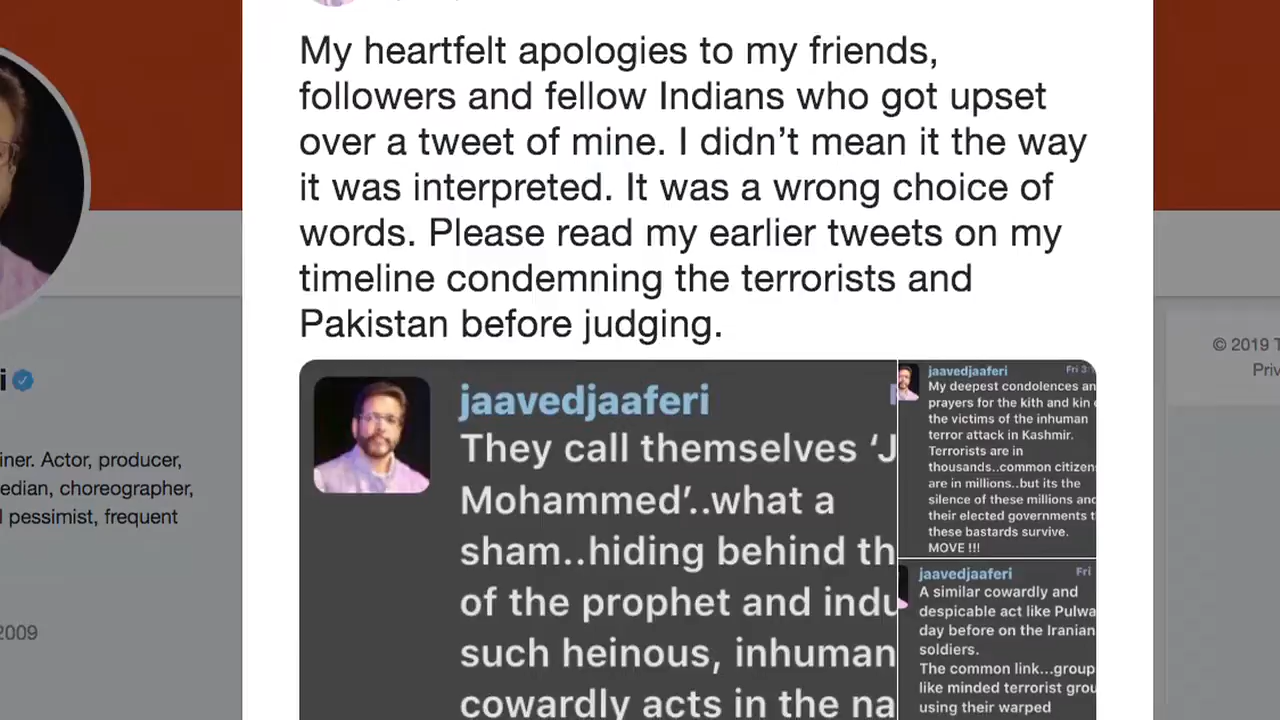 My heartfelt apologies to my friends,
followers and fellow Indians who got upset
over a tweet of mine. I didn’t mean it the way
it was interpreted. It was a wrong choice of
words. Please read my earlier tweets on my
timeline condemning the terrorists and
Pakistan before judging.
jaavedjaaferi
They call themselves ‘J
Mohammed’..what a
sham..hiding behind th
of the prophet and indu
such heinous, inhuman
cowardly acts in the na
jaavedjaaferi Fri 3:
My deepest condolences an
prayers for the kith and kin
the victims of the inhuman
terror attack in Kashmir.
Terrorists are in
thousands..common citizen
are in millions..but its the
silence of these millions and
their elected governments t
these bastards survive.
MOVE !!!
jaavedjaaferi Fri
A similar cowardly and
despicable act like Pulwa
day before on the Iranian
soldiers.
The common link...group
like minded terrorist grou
using their warped
i
iner. Actor, producer,
edian, choreographer,
l pessimist, frequent
2009
© 2019 T
Priv